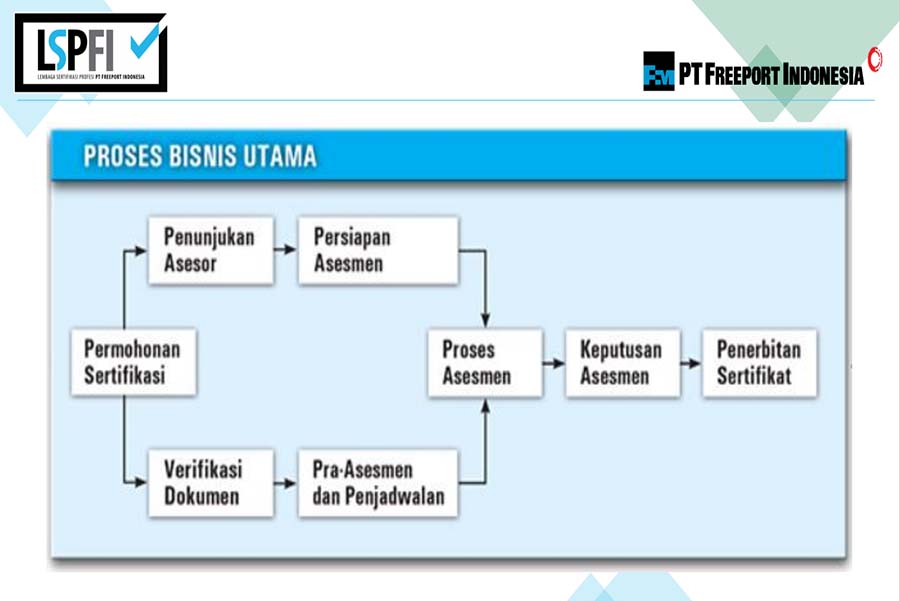 LSPFI
LEMBAGA SERTIFIKASI PROFESI PT FREEPORT INDONESIA
FM PT FREEPORT INDONESIA
PROSES BISNIS UTAMA
Penunjukan
Asesor
Persiapan
Asesmen
Permohonan
Sertifikasi
Proses
Asesmen
Keputusan
Asesmen
Penerbitan
Sertifikat
Verifikasi
Dokumen
Pra-Asesmen
dan Penjadwalan